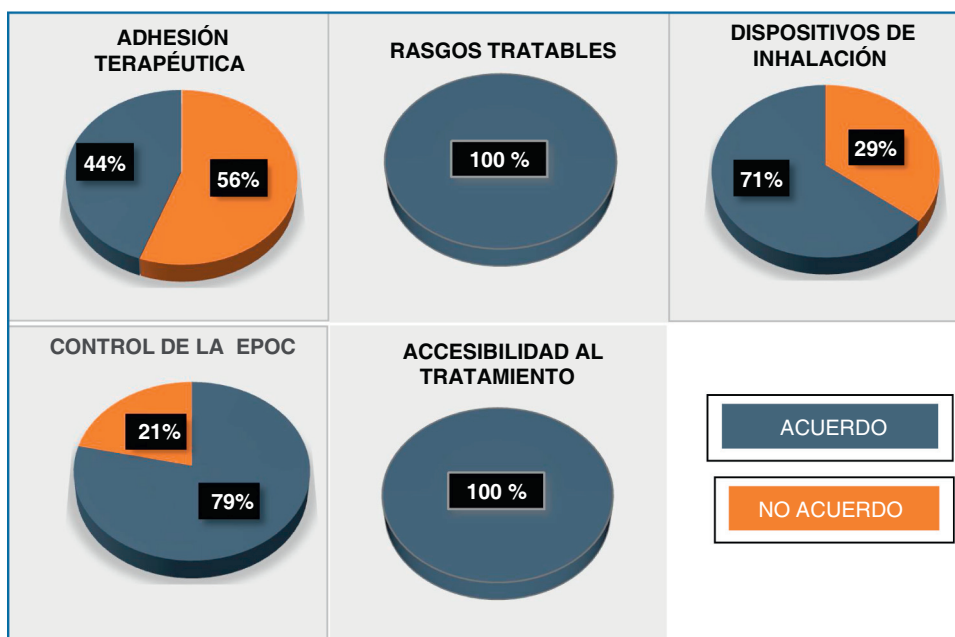 ADHESIÓN
TERAPÉUTICA
44%
56%
RASGOS TRATABLES
100 %
DISPOSITIVOS DE
INHALACIÓN
29%
71%
CONTROL DE LA EPOC
21%
79%
ACCESIBILIDAD AL
TRATAMIENTO
100 %
ACUERDO
NO ACUERDO